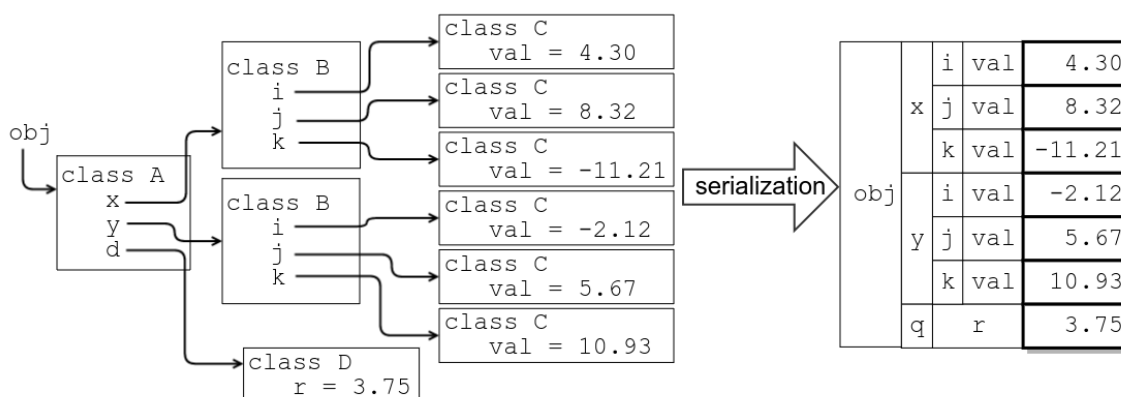 obj
class A
x
y
d
class B
i
j
k
class B
i
j
k
class C
val = 4.30
class C
val = 8.32
class C
val = -11.21
class C
val = -2.12
class C
val = 5.67
class C
val = 10.93
class D
r = 3.75
serialization
obj
x
i val 4.30
j val 8.32
k val -11.21
y
i val -2.12
j val 5.67
k val 10.93
q r 3.75